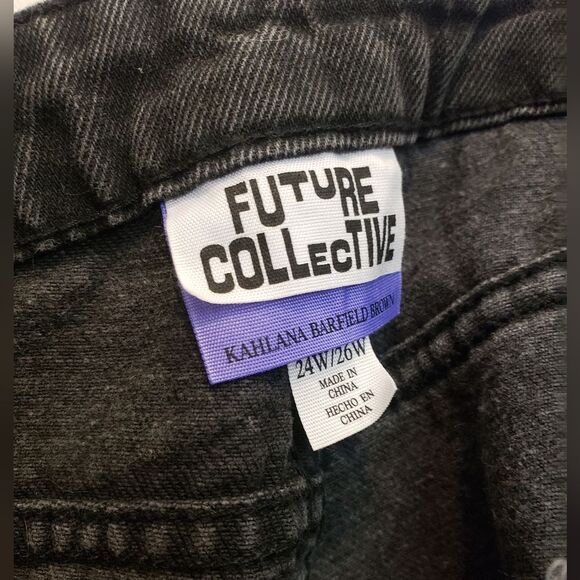 FUTURE
COLLECTIVE
KAHLANA BARFIELD BROWN
24W/26W
MADE IN
CHINA
HECHO EN
CHINA